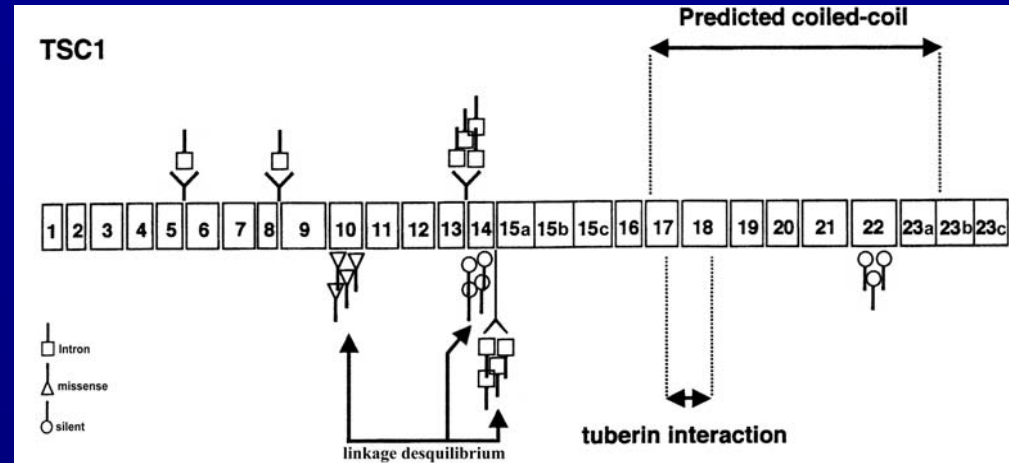 Predicted coiled-coil
TSC1
1 2 3 4 5 6 7 8 9 10 11 12 13 14 15a 15b 15c 16 17 18 19 20 21 22 23a 23b 23c
Intron
missense
silent
linkage desquilibrium
tuberin interaction